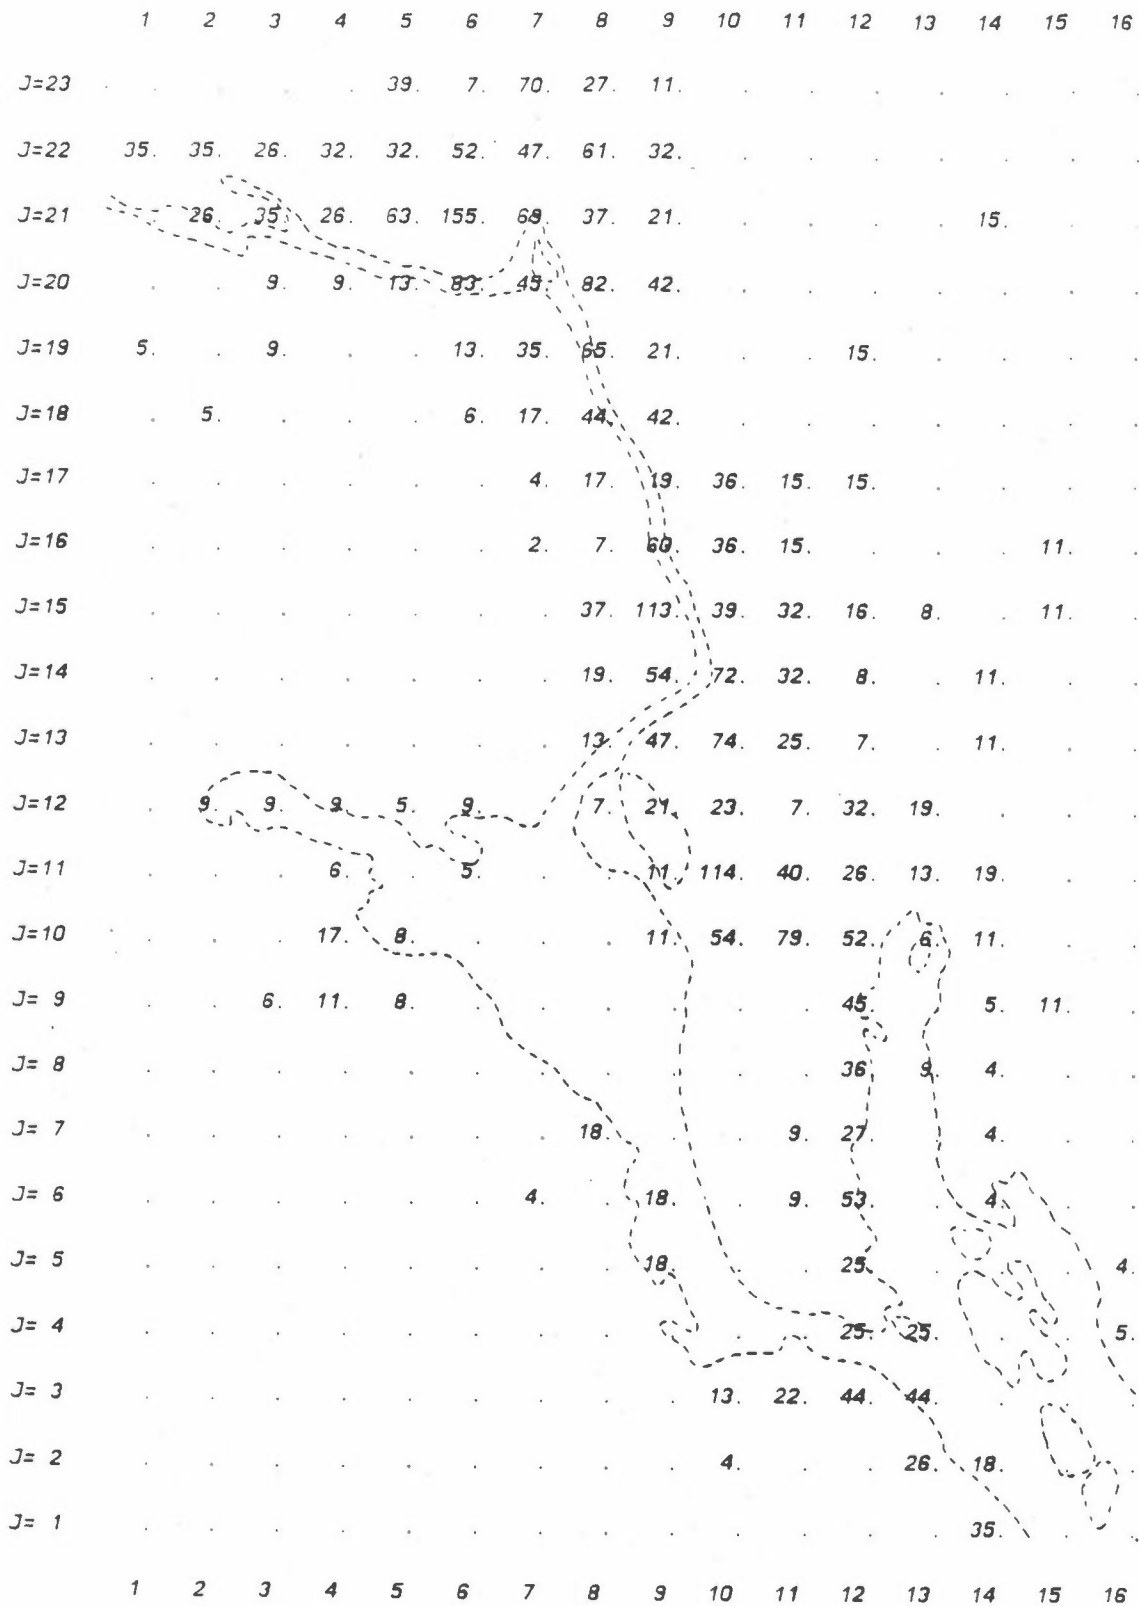 1 2 3 4 5 6 7 8 9 10 11 12 13 14 15 16
J=23 . . . . 39. 7. 70. 27. 11. . . . . . . .
J=22 35. 35. 26. 32. 32. 52. 47. 61. 32. . . . . . . .
J=21 . 26. 35. 26. 63. 155. 69. 37. 21. . . . . 15. . .
J=20 . . 9. 9. 13. 83. 45. 82. 42. . . . . . . .
J=19 5. . 9. . . 13. 35. 65. 21. . . 15. . . . .
J=18 . 5. . . . 6. 17. 44. 42. . . . . . . .
J=17 . . . . . . 4. 17. 19. 36. 15. 15. . . . .
J=16 . . . . . . 2. 7. 60. 36. 15. . . . 11. .
J=15 . . . . . . . 37. 113. 39. 32. 16. 8. . 11. .
J=14 . . . . . . . 19. 54. 72. 32. 8. . 11. . .
J=13 . . . . . . . 13. 47. 74. 25. 7. . 11. . .
J=12 . 9. 9. 9. 5. 9. . 7. 21. 23. 7. 32. 19. . . .
J=11 . . . 6. . 5. . . 11. 114. 40. 26. 13. 19. . .
J=10 . . . 17. 8. . . . 11. 54. 79. 52. 6. 11. . .
J= 9 . . 6. 11. 8. . . . . . . 45. . 5. 11. .
J= 8 . . . . . . . . . . . 36. 9. 4. . .
J= 7 . . . . . . . 18. . . 9. 27. . 4. . .
J= 6 . . . . . . 4. . 18. . 9. 53. . 4. . .
J= 5 . . . . . . . . 18. . . 25. . . . 4.
J= 4 . . . . . . . . . . . 25. 25. . . 5.
J= 3 . . . . . . . . . 13. 22. 44. 44. . . .
J= 2 . . . . . . . . . 4. . . 26. 18. . .
J= 1 . . . . . . . . . . . . . 35. . .
1 2 3 4 5 6 7 8 9 10 11 12 13 14 15 16